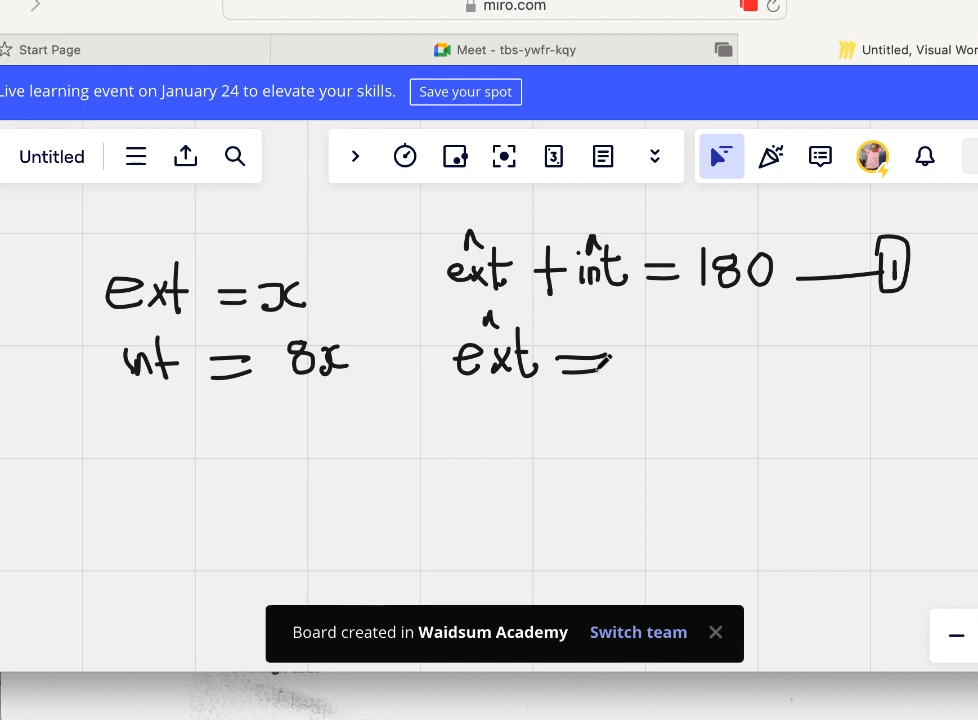 miro.com
Start Page
Meet - tbs-ywfr-kqy
Untitled, Visual Wor
Live learning event on January 24 to elevate your skills. Save your spot
Untitled
3
ext = x
int = 8x
ext + int = 180 — 1
ext =
Board created in Waidsum Academy Switch team